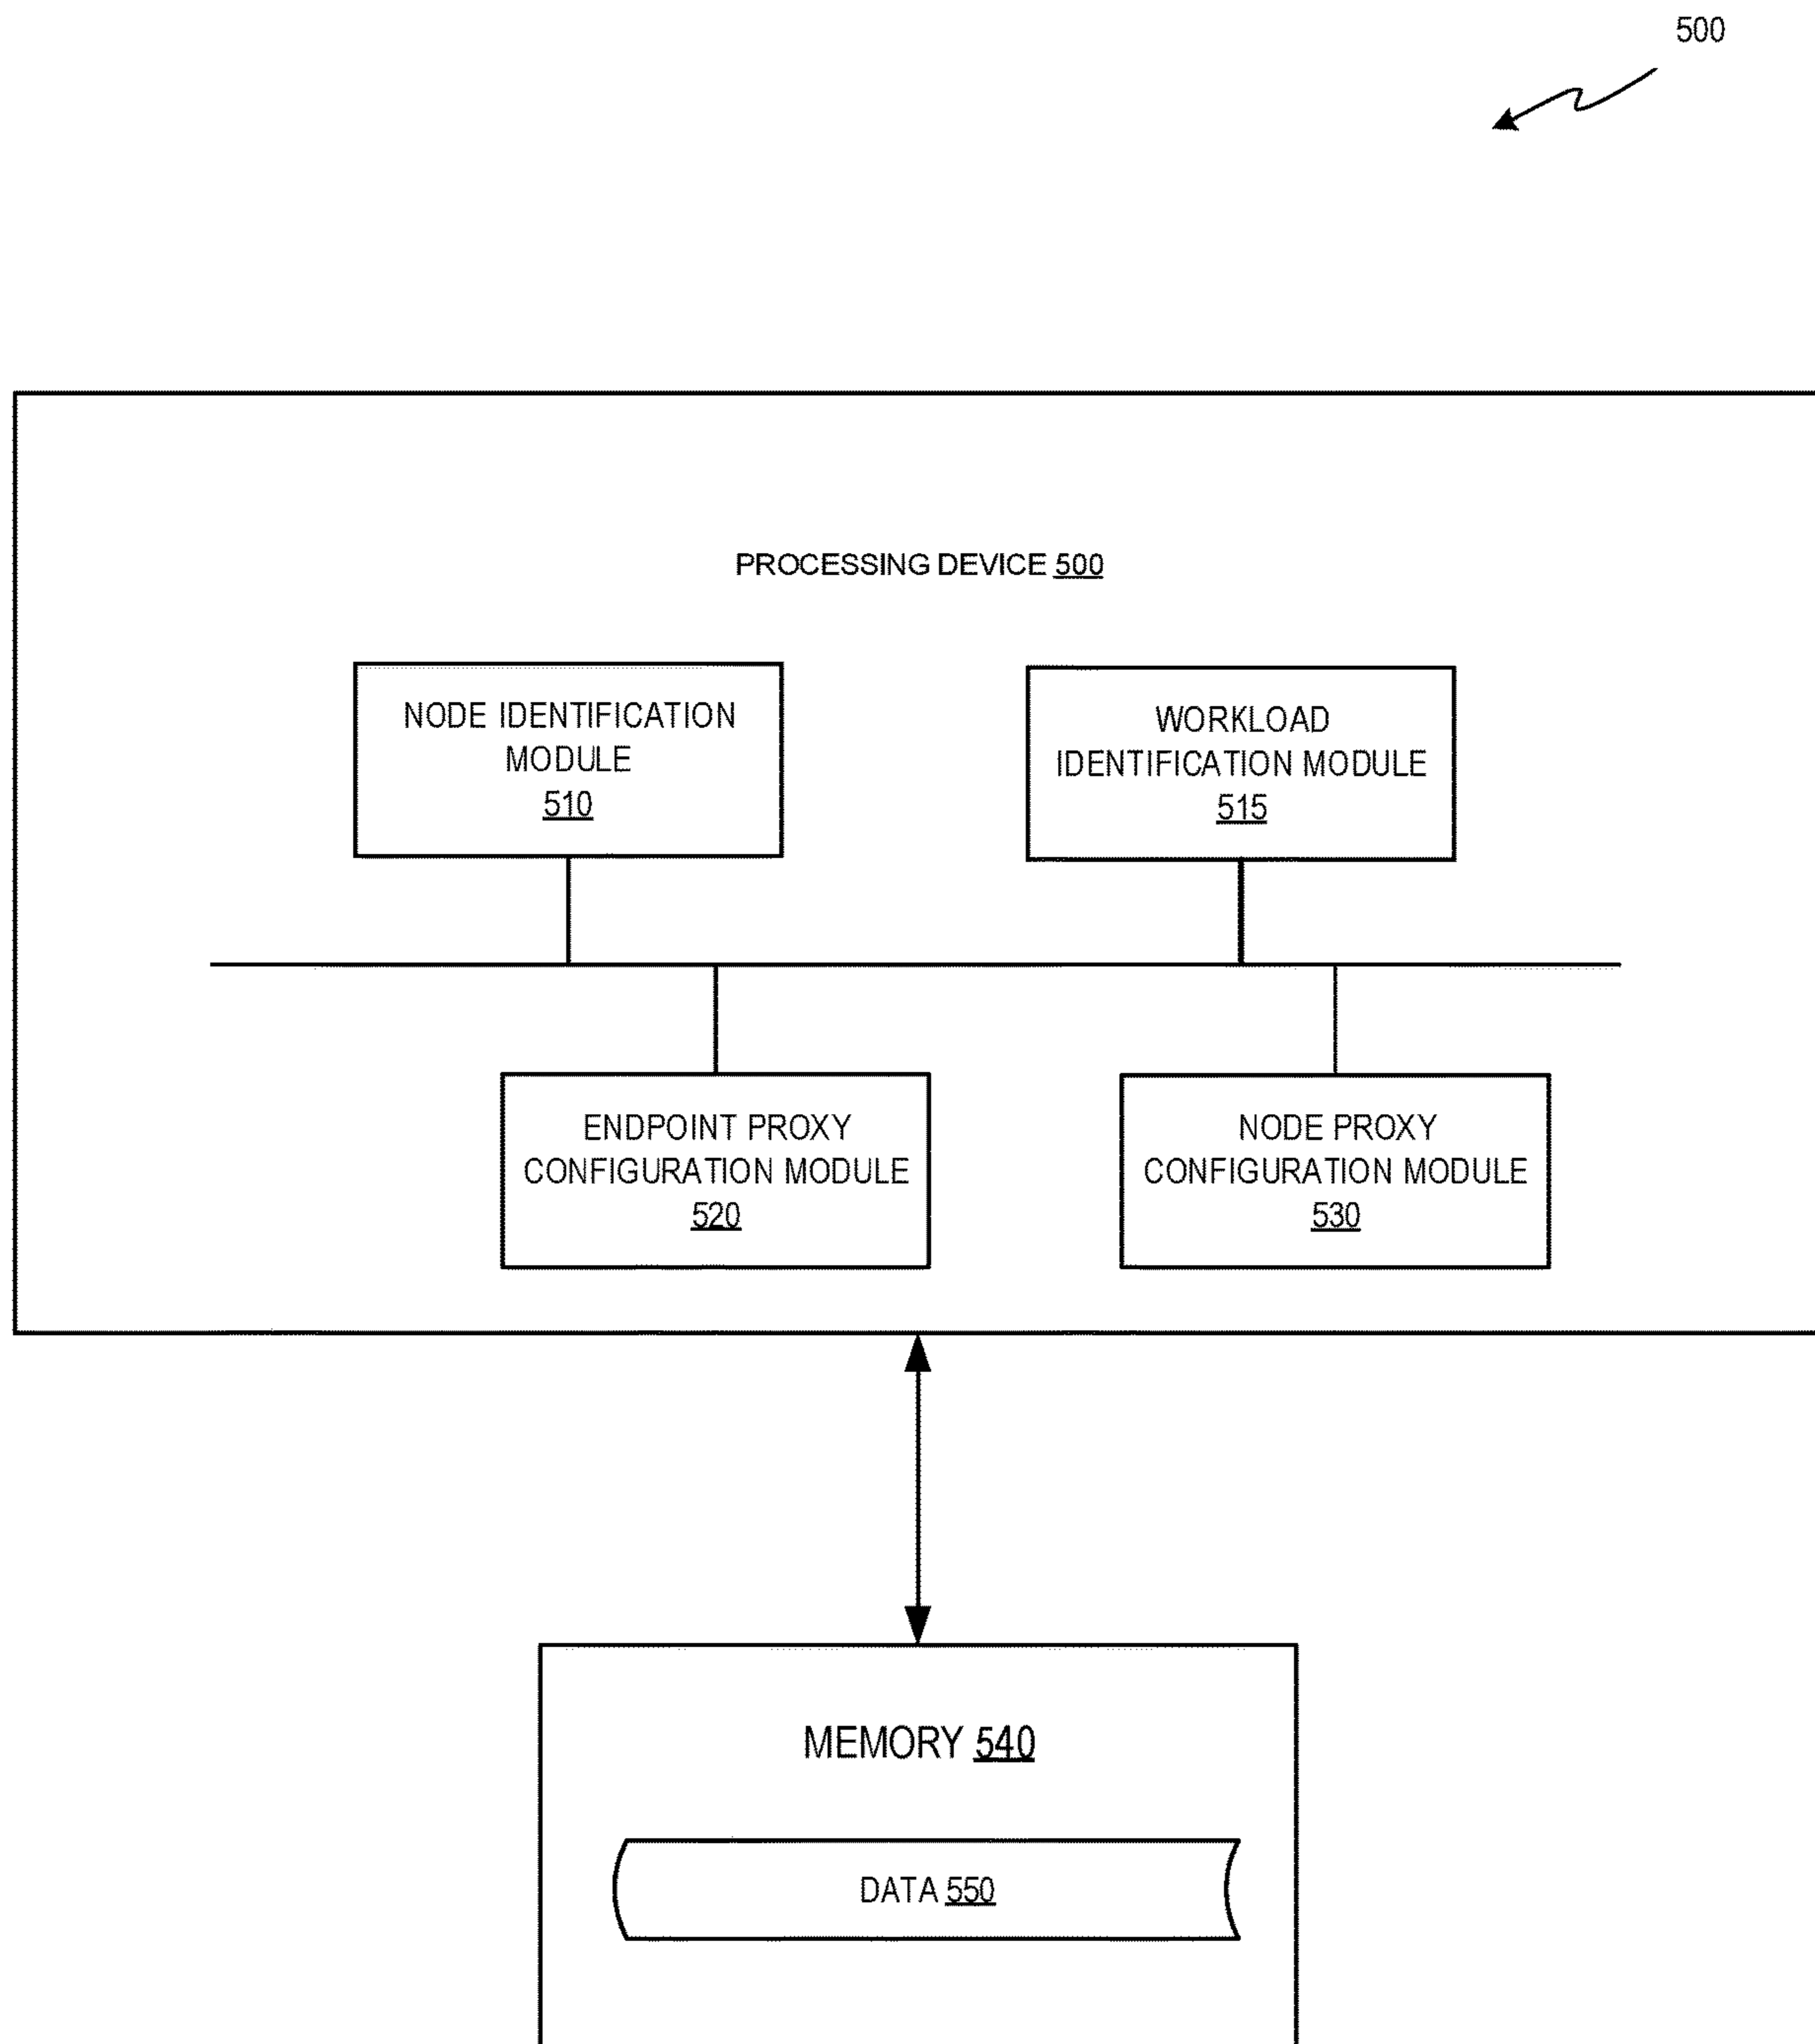 500
PROCESSING DEVICE 500
NODE IDENTIFICATION
MODULE
510
WORKLOAD
IDENTIFICATION MODULE
515
ENDPOINT PROXY
CONFIGURATION MODULE
520
NODE PROXY
CONFIGURATION MODULE
530
MEMORY 540
DATA 550